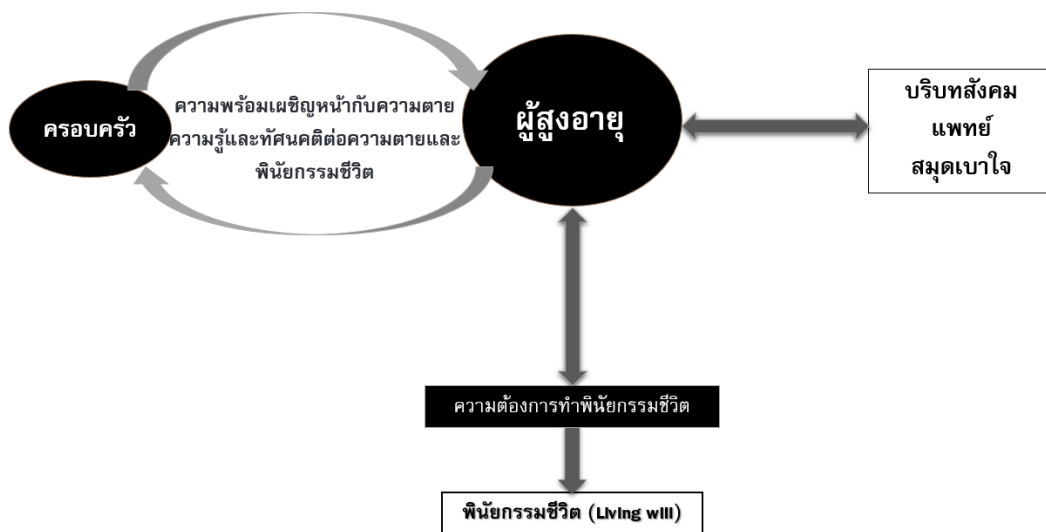 ครอบครัว
ความพร้อมเผชิญหน้ากับความตาย
ความรู้และทัศนคติต่อความตายและ
พินัยกรรมชีวิต
ผู้สูงอายุ
บริบทสังคม
แพทย์
สมุดเบาใจ
ความต้องการทำพินัยกรรมชีวิต
พินัยกรรมชีวิต (Living will)